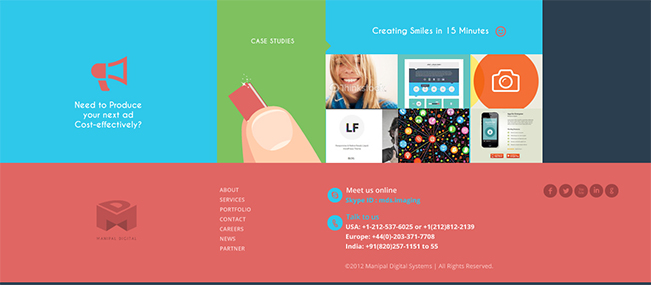 Need to Produce
your next ad
Cost-effectively?
CASE STUDIES
Creating Smiles in 15 Minutes
LF
MANIPAL DIGITAL
ABOUT
SERVICES
PORTFOLIO
CONTACT
CAREERS
NEWS
PARTNER
Meet us online
Skype ID : mds.imaging
Talk to us
USA: +1-212-537-6025 or +1(212)812-2139
Europe: +44(0)-203-371-7708
India: +91(820)257-1151 to 55
©2012 Manipal Digital Systems | All Rights Reserved.